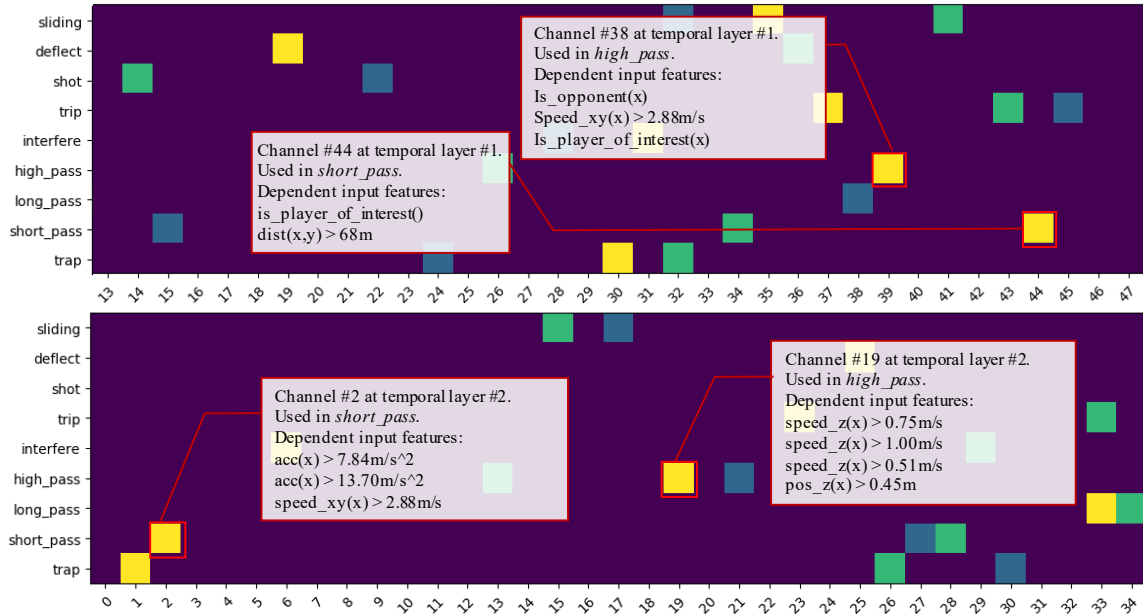 sliding
deflect
shot
trip
interfere
high_pass
long_pass
short_pass
trap
Channel #38 at temporal layer #1.
Used in high_pass.
Dependent input features:
Is_opponent(x)
Speed_xy(x) > 2.88m/s
Is_player_of_interest(x)
Channel #44 at temporal layer #1.
Used in short_pass.
Dependent input features:
is_player_of_interest()
dist(x,y) > 68m
13 14 15 16 17 18 19 20 21 22 23 24 25 26 27 28 29 30 31 32 33 34 35 36 37 38 39 40 41 42 43 44 45 46 47
sliding
deflect
shot
trip
interfere
high_pass
long_pass
short_pass
trap
Channel #2 at temporal layer #2.
Used in short_pass.
Dependent input features:
acc(x) > 7.84m/s^2
acc(x) > 13.70m/s^2
speed_xy(x) > 2.88m/s
Channel #19 at temporal layer #2.
Used in high_pass.
Dependent input features:
speed_z(x) > 0.75m/s
speed_z(x) > 1.00m/s
speed_z(x) > 0.51m/s
pos_z(x) > 0.45m
0 1 2 3 4 5 6 7 8 9 10 11 12 13 14 15 16 17 18 19 20 21 22 23 24 25 26 27 28 29 30 31 32 33 34